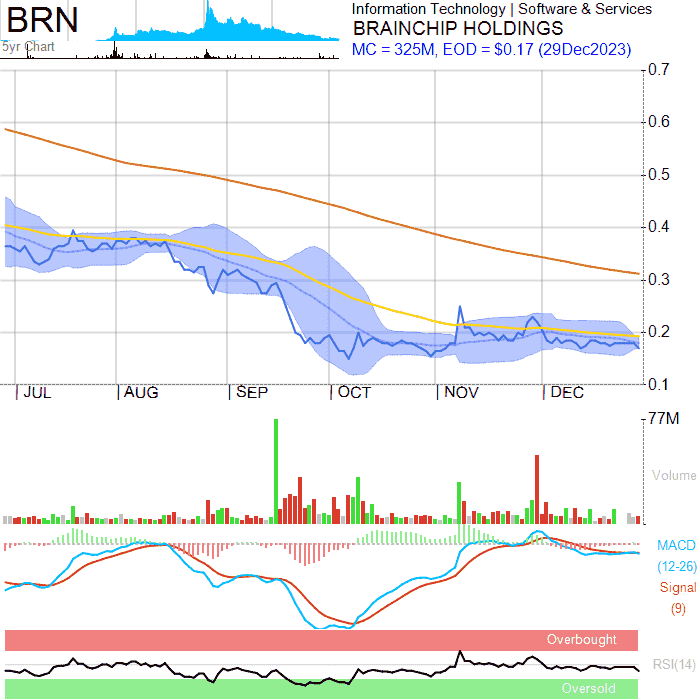 BRN
5yr Chart
Information Technology | Software & Services
BRAINCHIP HOLDINGS
MC = 325M, EOD = $0.17 (29Dec2023)
0.7
0.6
0.5
0.4
0.3
0.2
0.1
JUL AUG SEP OCT NOV DEC
77M
Volume
MACD
(12-26)
Signal
(9)
Overbought
RSI(14)
Oversold